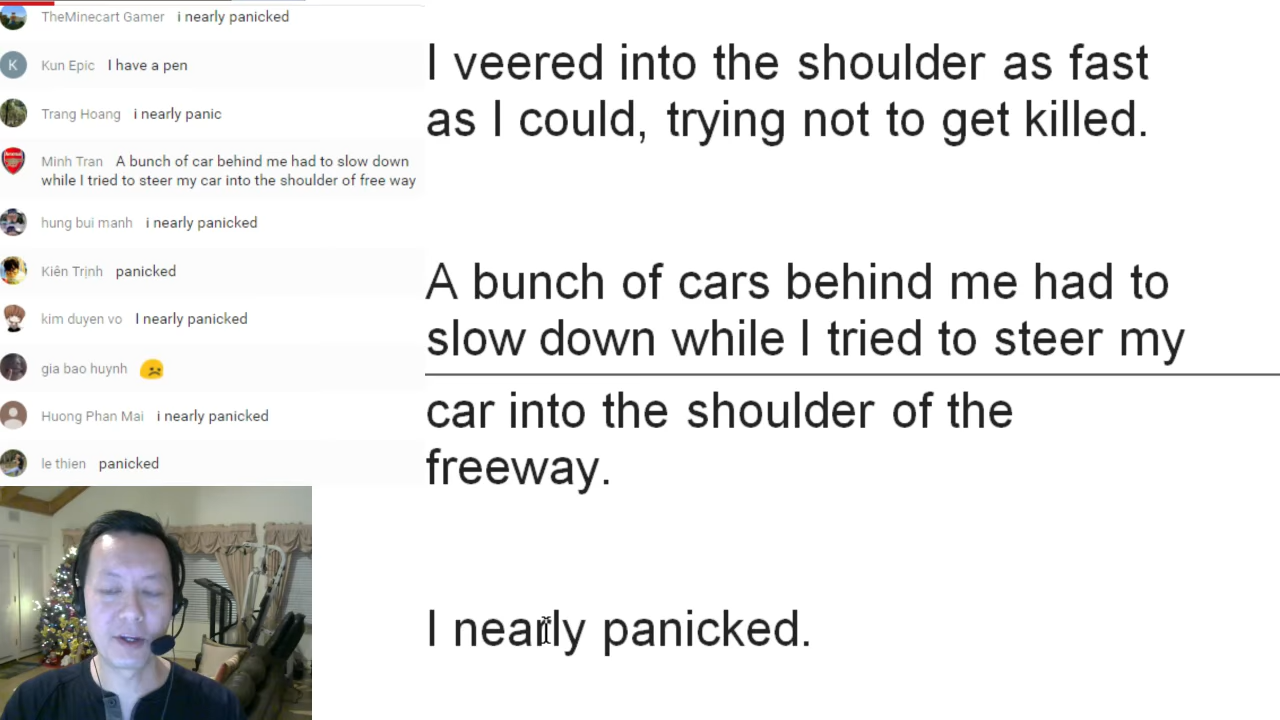 TheMinecart Gamer i nearly panicked
K Kun Epic I have a pen
Trang Hoang i nearly panic
Minh Tran A bunch of car behind me had to slow down
while I tried to steer my car into the shoulder of free way
hung bui manh i nearly panicked
Kiên Trịnh panicked
kim duyen vo I nearly panicked
gia bao huynh
Huong Phan Mai i nearly panicked
le thien panicked
I veered into the shoulder as fast
as I could, trying not to get killed.
A bunch of cars behind me had to
slow down while I tried to steer my
car into the shoulder of the
freeway.
I nearly panicked.